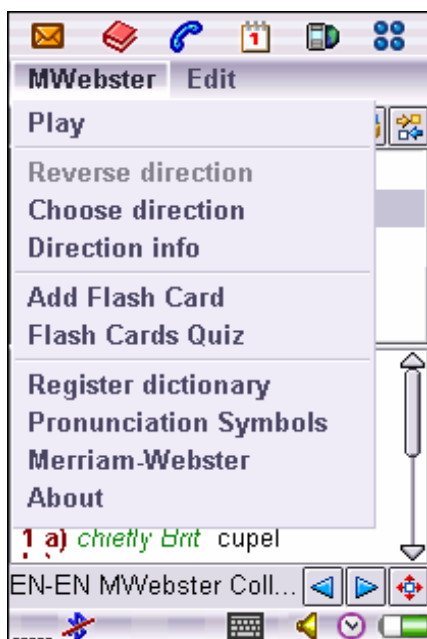 1
MWebster Edit
Play
Reverse direction
Choose direction
Direction info
Add Flash Card
Flash Cards Quiz
Register dictionary
Pronunciation Symbols
Merriam-Webster
About
1 a) chiefly Brit cupel
EN-EN MWebster Coll...